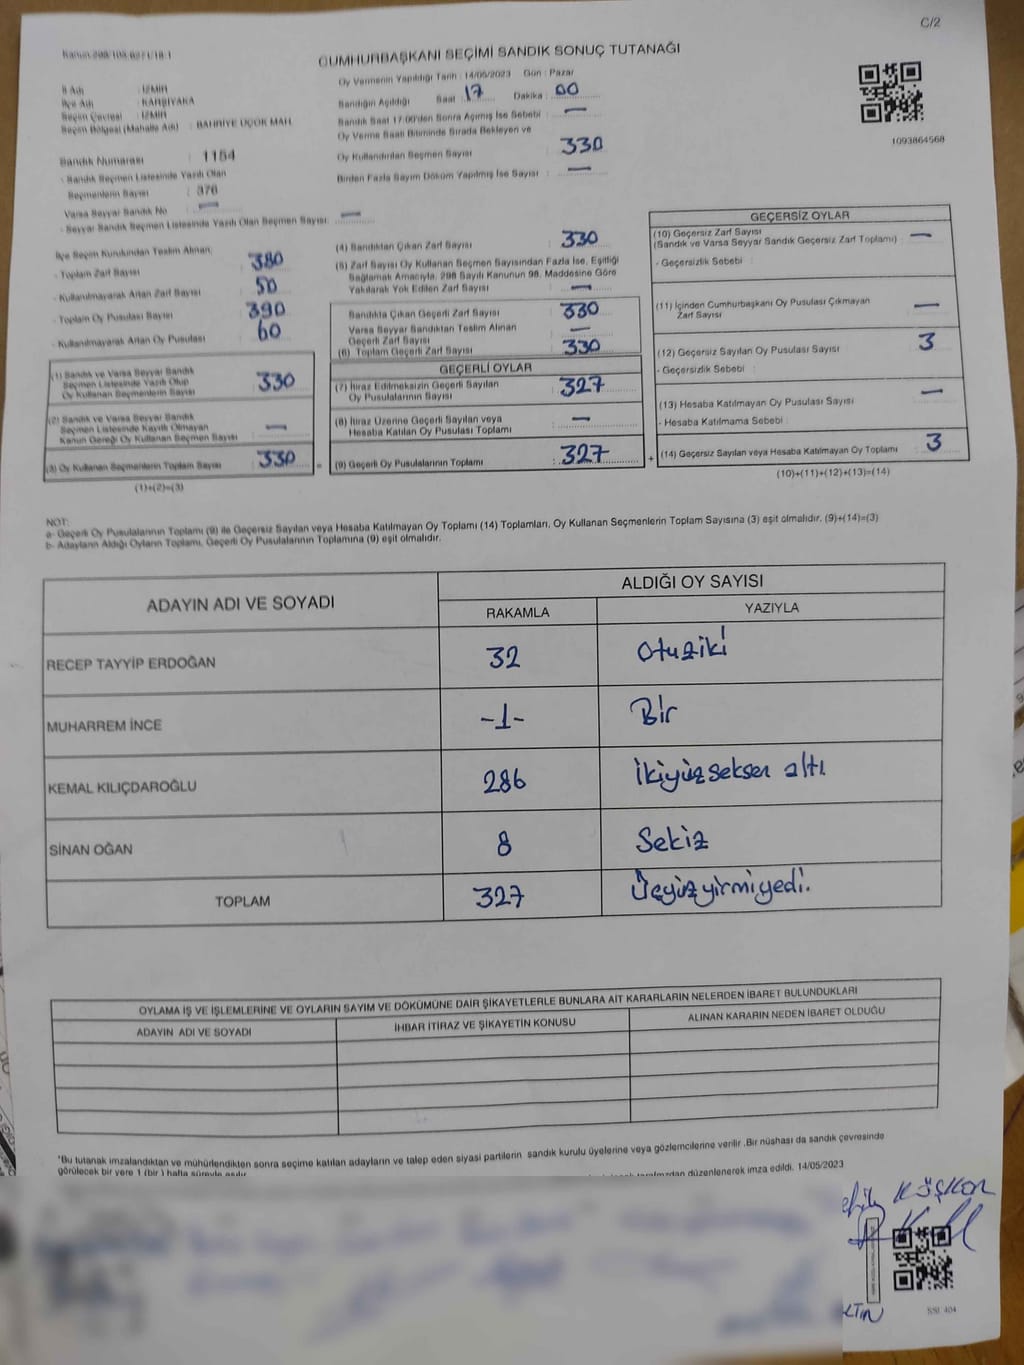 C/2
CUMHURBAŞKANI SEÇİMİ SANDIK SONUÇ TUTANAĞI
Oy Vermenin Yapıldığı Tarih : 14/05/2023 Gün : Pazar
İl Adı : İZMİR
İlçe Adı : KARŞIYAKA
Seçim Çevresi : İZMİR
Seçim Bölgesi (Mahalle Adı) : BAHRİYE ÜÇOK MAH.
Sandığın Açıldığı Saat : 17 Dakika : 00
Sandık Saat 17:00'den Sonra Açılmış İse Sebebi : —
Oy Verme Saati Bitiminde Sırada Bekleyen ve
Oy Kullandırılan Seçmen Sayısı : 330
Birden Fazla Sayım Döküm Yapılmış İse Sayısı : —
1093864568
Sandık Numarası : 1154
- Sandık Seçmen Listesinde Yazılı Olan
Seçmenlerin Sayısı : 376
Varsa Seyyar Sandık No : —
- Seyyar Sandık Seçmen Listesinde Yazılı Olan Seçmen Sayısı: —
İlçe Seçim Kurulundan Teslim Alınan;
- Toplam Zarf Sayısı : 380
- Kullanılmayarak Artan Zarf Sayısı : 50
- Toplam Oy Pusulası Sayısı : 390
- Kullanılmayarak Artan Oy Pusulası : 60
(1) Sandık ve Varsa Seyyar Sandık
Seçmen Listesinde Yazılı Olup
Oy Kullanan Seçmenlerin Sayısı : 330
(2) Sandık ve Varsa Seyyar Sandık
Seçmen Listesinde Kayıtlı Olmayan
Kanun Gereği Oy Kullanan Seçmen Sayısı : —
(3) Oy Kullanan Seçmenlerin Toplam Sayısı : 330
(1)+(2)=(3)
(4) Sandıktan Çıkan Zarf Sayısı : 330
(5) Zarf Sayısı Oy Kullanan Seçmen Sayısından Fazla İse, Eşitliği
Sağlamak Amacıyla, 298 Sayılı Kanunun 98. Maddesine Göre
Yakılarak Yok Edilen Zarf Sayısı : —
Sandıkta Çıkan Geçerli Zarf Sayısı : 330
Varsa Seyyar Sandıktan Teslim Alınan
Geçerli Zarf Sayısı : —
(6) Toplam Geçerli Zarf Sayısı : 330
GEÇERLİ OYLAR
(7) İtiraz Edilmeksizin Geçerli Sayılan
Oy Pusulalarının Sayısı : 327
(8) İtiraz Üzerine Geçerli Sayılan veya
Hesaba Katılan Oy Pusulası Toplamı : —
= (9) Geçerli Oy Pusulalarının Toplamı : 327
GEÇERSİZ OYLAR
(10) Geçersiz Zarf Sayısı
(Sandık ve Varsa Seyyar Sandık Geçersiz Zarf Toplamı) : —
- Geçersizlik Sebebi :
(11) İçinden Cumhurbaşkanı Oy Pusulası Çıkmayan
Zarf Sayısı : —
(12) Geçersiz Sayılan Oy Pusulası Sayısı : 3
- Geçersizlik Sebebi :
(13) Hesaba Katılmayan Oy Pusulası Sayısı : —
- Hesaba Katılmama Sebebi :
+ (14) Geçersiz Sayılan veya Hesaba Katılmayan Oy Toplamı : 3
(10)+(11)+(12)+(13)=(14)
NOT:
a- Geçerli Oy Pusulalarının Toplamı (9) ile Geçersiz Sayılan veya Hesaba Katılmayan Oy Toplamı (14) Toplamları, Oy Kullanan Seçmenlerin Toplam Sayısına (3) eşit olmalıdır. (9)+(14)=(3)
b- Adayların Aldığı Oyların Toplamı, Geçerli Oy Pusulalarının Toplamına (9) eşit olmalıdır.
ADAYIN ADI VE SOYADI ALDIĞI OY SAYISI
RAKAMLA YAZIYLA
RECEP TAYYİP ERDOĞAN 32 Otuziki
MUHARREM İNCE -1- Bir
KEMAL KILIÇDAROĞLU 286 İkiyüz seksen altı
SİNAN OĞAN 8 Sekiz
TOPLAM 327 Üçyüzyirmiyedi.
OYLAMA İŞ VE İŞLEMLERİNE VE OYLARIN SAYIM VE DÖKÜMÜNE DAİR ŞİKAYETLERLE BUNLARA AİT KARARLARIN NELERDEN İBARET BULUNDUKLARI
ADAYIN ADI VE SOYADI İHBAR İTİRAZ VE ŞİKAYETİN KONUSU ALINAN KARARIN NEDEN İBARET OLDUĞU
*Bu tutanak imzalandıktan ve mühürlendikten sonra seçime katılan adayların ve talep eden siyasi partilerin sandık kurulu üyelerine veya gözlemcilerine verilir .Bir nüshası da sandık çevresinde
görülecek bir yere 1 (bir) hafta süreyle asılır. tarafımızdan düzenlenerek imza edildi. 14/05/2023
SSI. 404